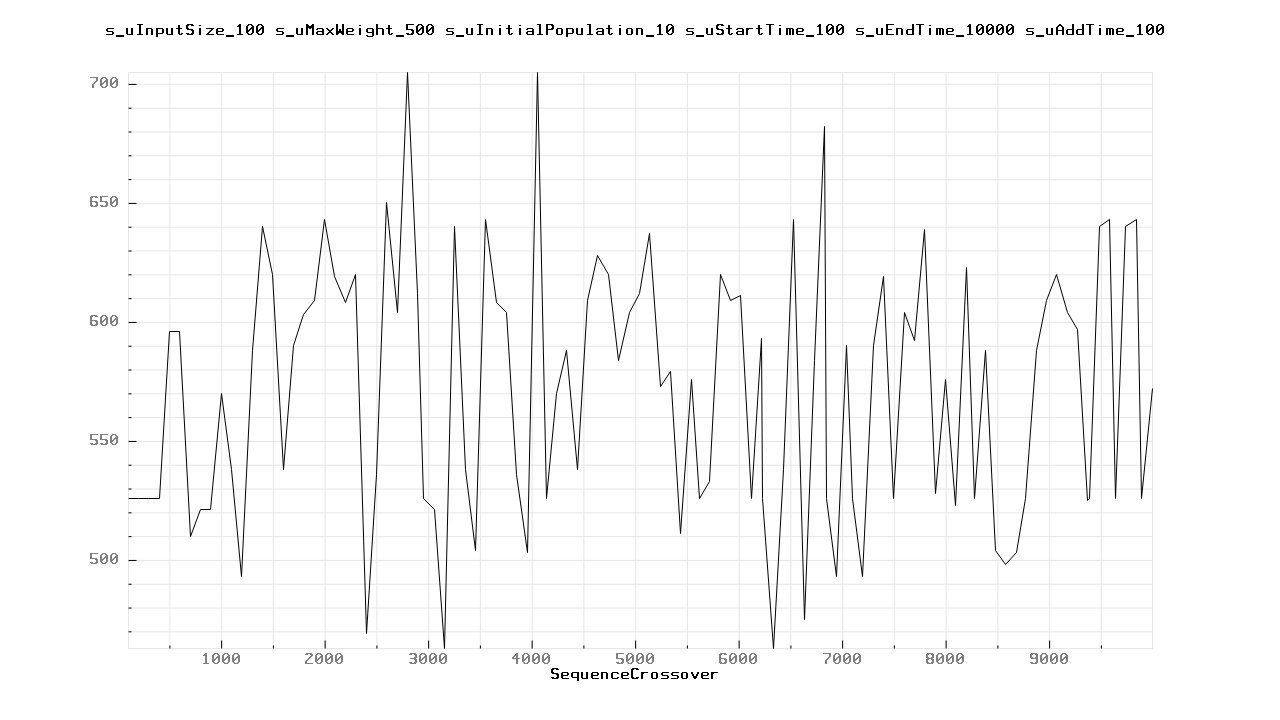 s_uInputSize_100 s_uMaxWeight_500 s_uInitialPopulation_10 s_uStartTime_100 s_uEndTime_10000 s_uAddTime_100
700
650
600
550
500
1000 2000 3000 4000 5000 6000 7000 8000 9000
SequenceCrossover